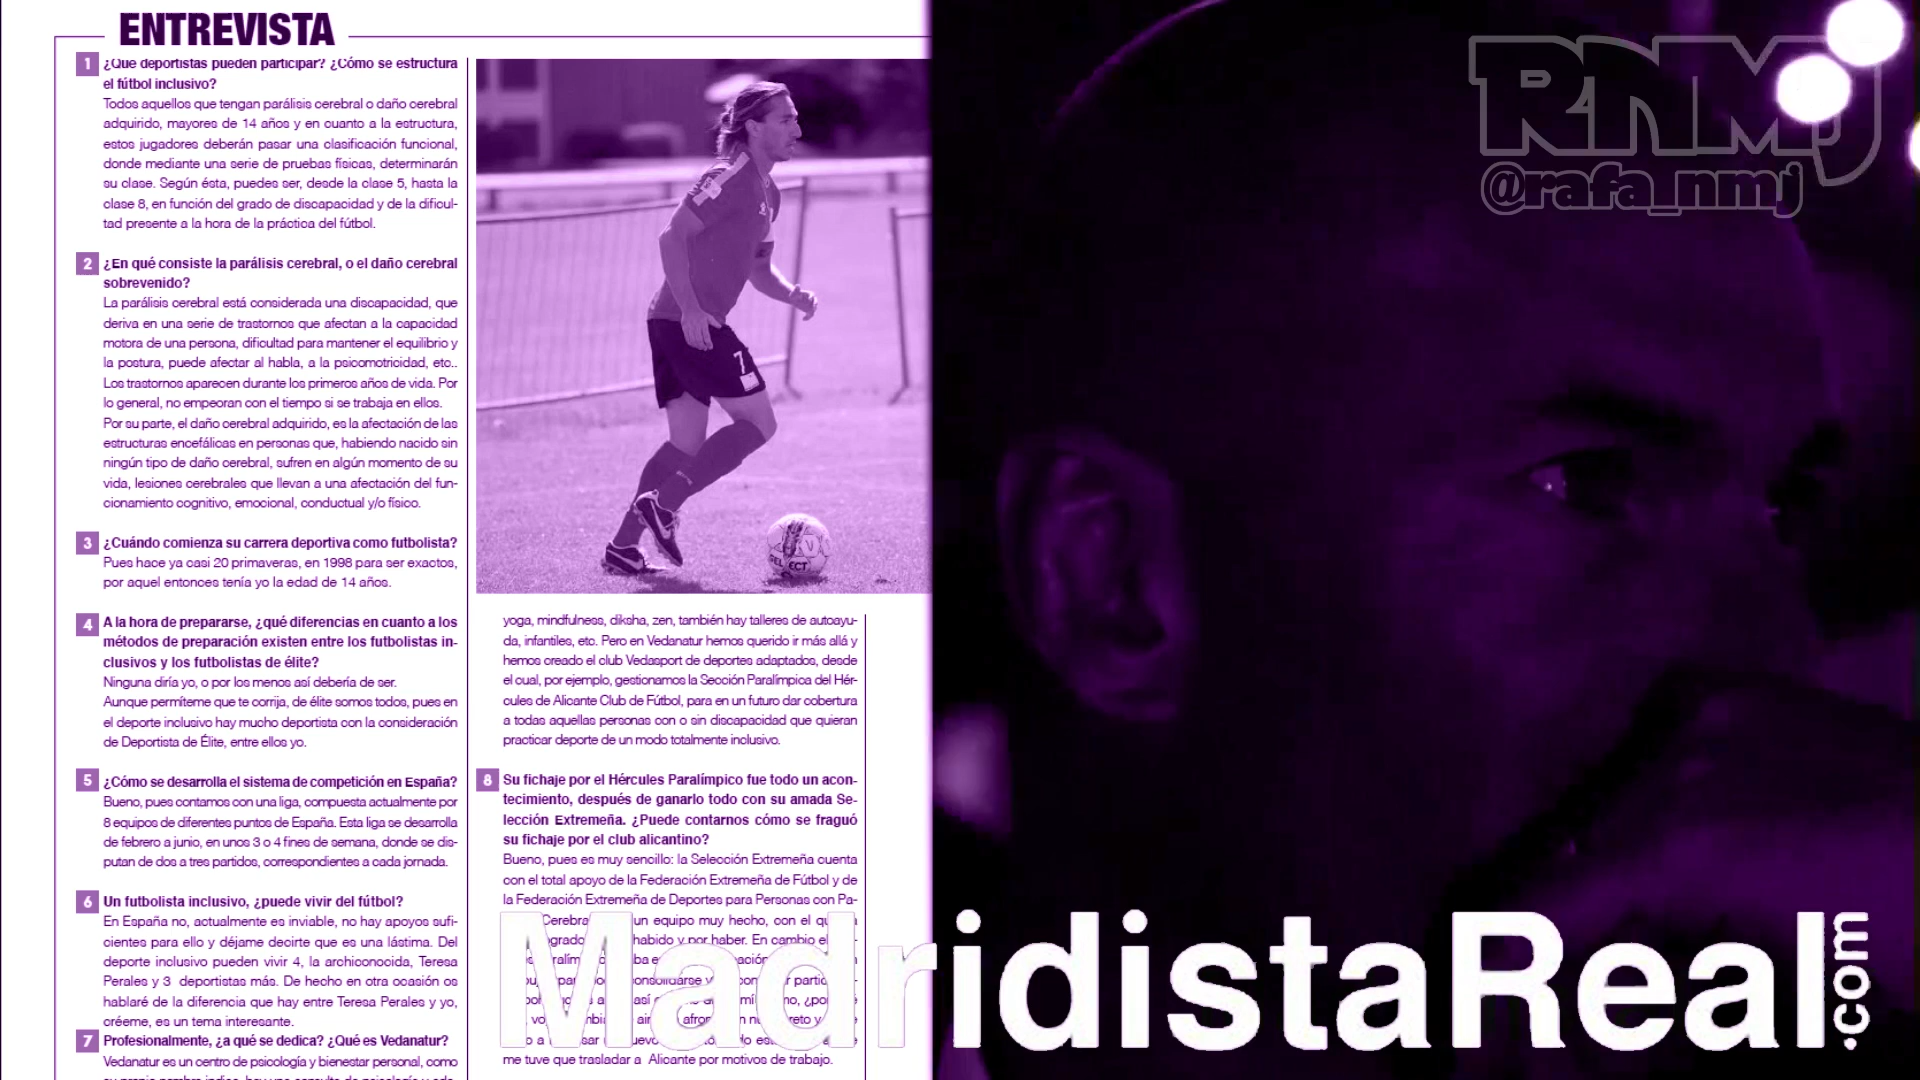 ENTREVISTA
1 ¿Que deportistas pueden participar? ¿Cómo se estructura
el fútbol inclusivo?
Todos aquellos que tengan parálisis cerebral o daño cerebral
adquirido, mayores de 14 años y en cuanto a la estructura,
estos jugadores deberán pasar una clasificación funcional,
donde mediante una serie de pruebas físicas, determinarán
su clase. Según ésta, puedes ser, desde la clase 5, hasta la
clase 8, en función del grado de discapacidad y de la dificul-
tad presente a la hora de la práctica del fútbol.
2 ¿En qué consiste la parálisis cerebral, o el daño cerebral
sobrevenido?
La parálisis cerebral está considerada una discapacidad, que
deriva en una serie de trastornos que afectan a la capacidad
motora de una persona, dificultad para mantener el equilibrio y
la postura, puede afectar al habla, a la psicomotricidad, etc..
Los trastornos aparecen durante los primeros años de vida. Por
lo general, no empeoran con el tiempo si se trabaja en ellos.
Por su parte, el daño cerebral adquirido, es la afectación de las
estructuras encefálicas en personas que, habiendo nacido sin
ningún tipo de daño cerebral, sufren en algún momento de su
vida, lesiones cerebrales que llevan a una afectación del fun-
cionamiento cognitivo, emocional, conductual y/o físico.
3 ¿Cuándo comienza su carrera deportiva como futbolista?
Pues hace ya casi 20 primaveras, en 1998 para ser exactos,
por aquel entonces tenía yo la edad de 14 años.
4 A la hora de prepararse, ¿qué diferencias en cuanto a los
métodos de preparación existen entre los futbolistas in-
clusivos y los futbolistas de élite?
Ninguna diría yo, o por los menos así debería de ser.
Aunque permíteme que te corrija, de élite somos todos, pues en
el deporte inclusivo hay mucho deportista con la consideración
de Deportista de Élite, entre ellos yo.
5 ¿Cómo se desarrolla el sistema de competición en España?
Bueno, pues contamos con una liga, compuesta actualmente por
8 equipos de diferentes puntos de España. Esta liga se desarrolla
de febrero a junio, en unos 3 o 4 fines de semana, donde se dis-
putan de dos a tres partidos, correspondientes a cada jornada.
6 Un futbolista inclusivo, ¿puede vivir del fútbol?
En España no, actualmente es inviable, no hay apoyos sufi-
cientes para ello y déjame decirte que es una lástima. Del
deporte inclusivo pueden vivir 4, la archiconocida, Teresa
Perales y 3 deportistas más. De hecho en otra ocasión os
hablaré de la diferencia que hay entre Teresa Perales y yo,
créeme, es un tema interesante.
7 Profesionalmente, ¿a qué se dedica? ¿Qué es Vedanatur?
Vedanatur es un centro de psicología y bienestar personal, como
7
SELECT
yoga, mindfulness, diksha, zen, también hay talleres de autoayu-
da, infantiles, etc. Pero en Vedanatur hemos querido ir más allá y
hemos creado el club Vedasport de deportes adaptados, desde
el cual, por ejemplo, gestionamos la Sección Paralímpica del Hér-
cules de Alicante Club de Fútbol, para en un futuro dar cobertura
a todas aquellas personas con o sin discapacidad que quieran
practicar deporte de un modo totalmente inclusivo.
8 Su fichaje por el Hércules Paralímpico fue todo un acon-
tecimiento, después de ganarlo todo con su amada Se-
lección Extremeña. ¿Puede contarnos cómo se fraguó
su fichaje por el club alicantino?
Bueno, pues es muy sencillo: la Selección Extremeña cuenta
con el total apoyo de la Federación Extremeña de Fútbol y de
la Federación Extremeña de Deportes para Personas con Pa-
Cerebral un equipo muy hecho, con el
habido y por haber. En cambio
consolidarse
me tuve que trasladar a Alicante por motivos de trabajo.
RNMJ
@rafa_nmj
MadridistaReal.com